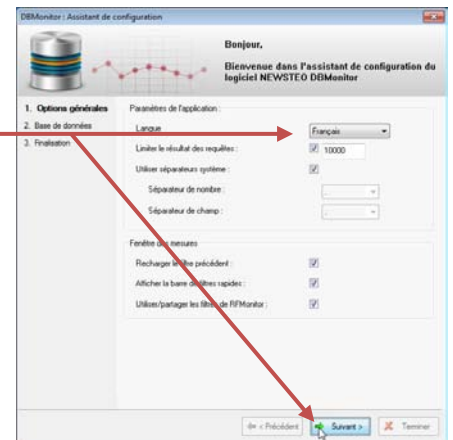 DBMonitor : Assistant de configuration
Bonjour,
Bienvenue dans l'assistant de configuration du
logiciel NEWSTEO DBMonitor
1. Options générales
2. Base de données
3. Finalisation
Paramètres de l'application :
Langue
Français
Limiter le résultat des requêtes :
10000
Utiliser séparateurs système :
Séparateur de nombre :
Séparateur de champ :
Fenêtre des mesures
Recharger le filtre précédent :
Afficher la barre de filtres rapides :
Utiliser/partager les filtres de RFMonitor :
< Précédent
Suivant >
Terminer